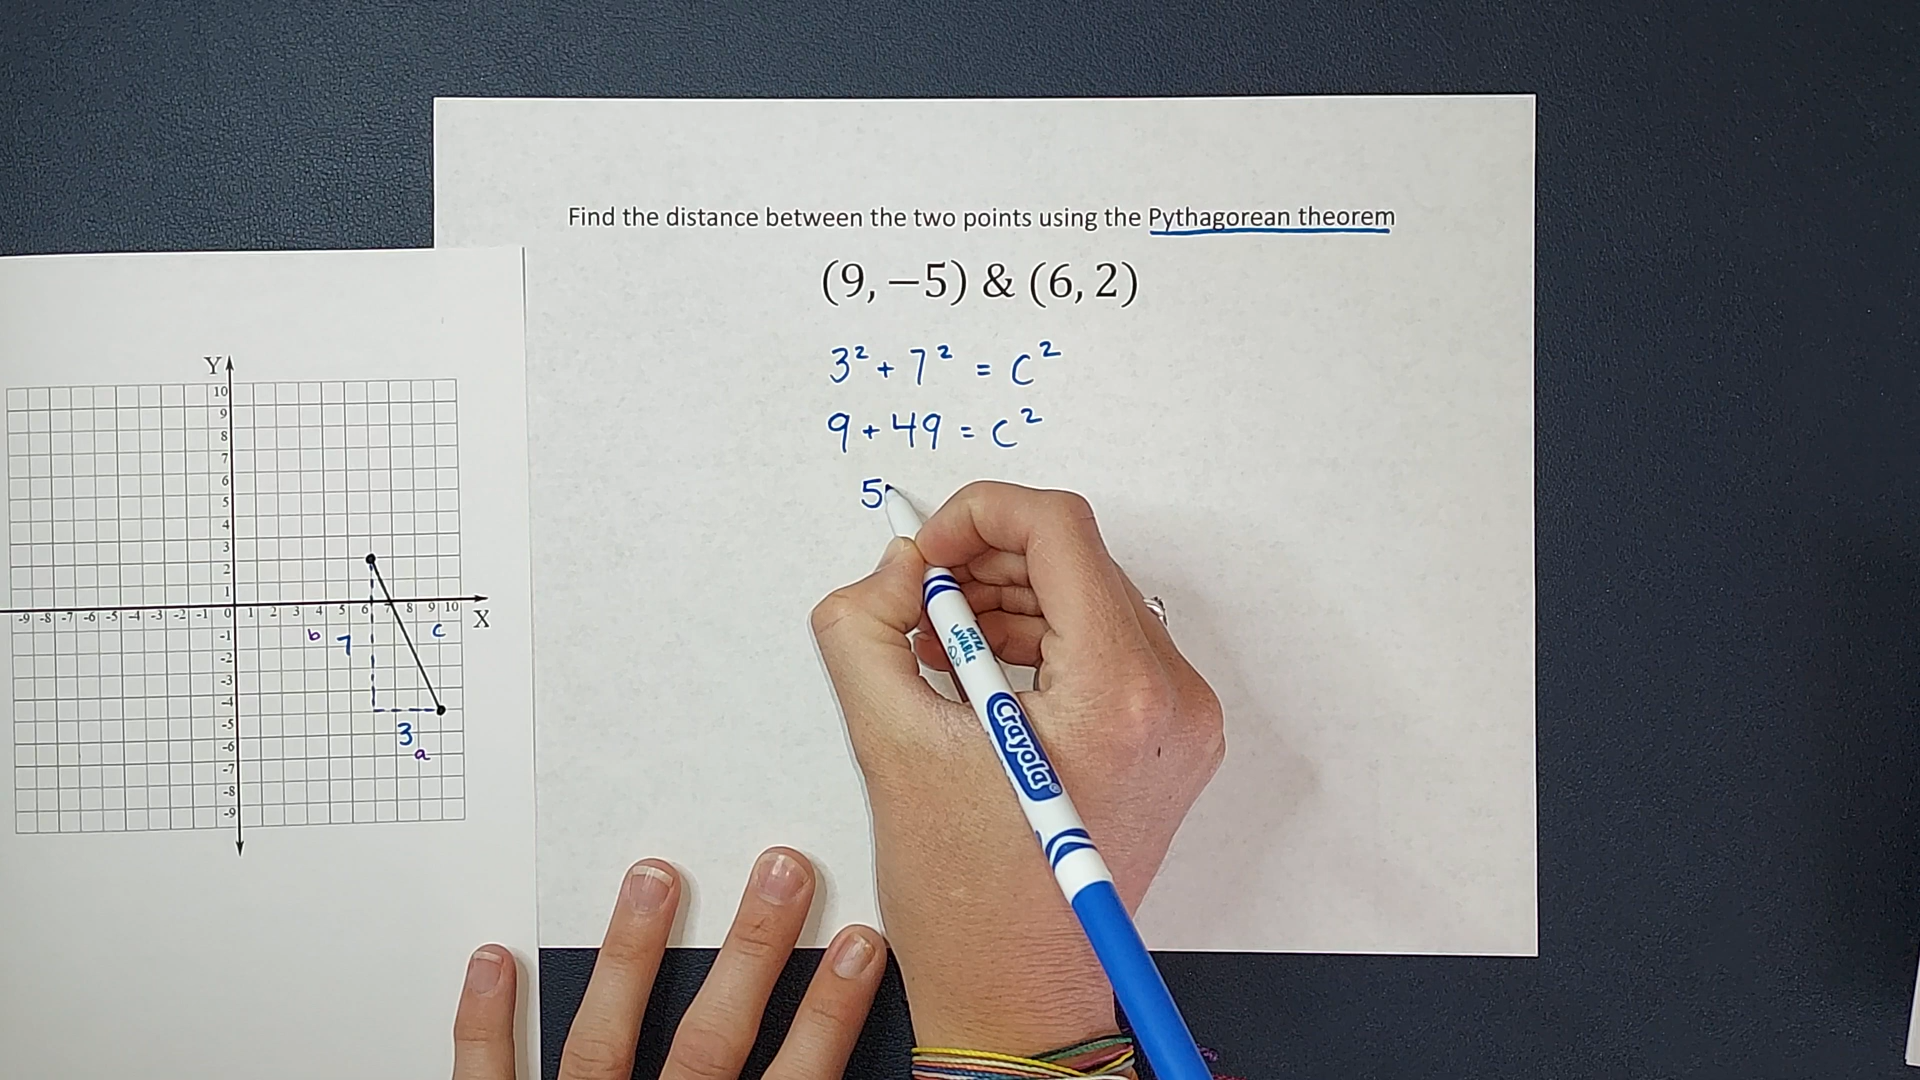 Find the distance between the two points using the Pythagorean theorem
(9, −5) & (6, 2)
3² + 7² = c²
9 + 49 = c²
5
Y
10
9
8
7
6
5
4
3
2
1
-9 -8 -7 -6 -5 -4 -3 -2 -1 0 1 2 3 4 5 6 7 8 9 10
X
-1
-2
-3
-4
-5
-6
-7
-8
-9
b 7 c
3
a
Crayola®